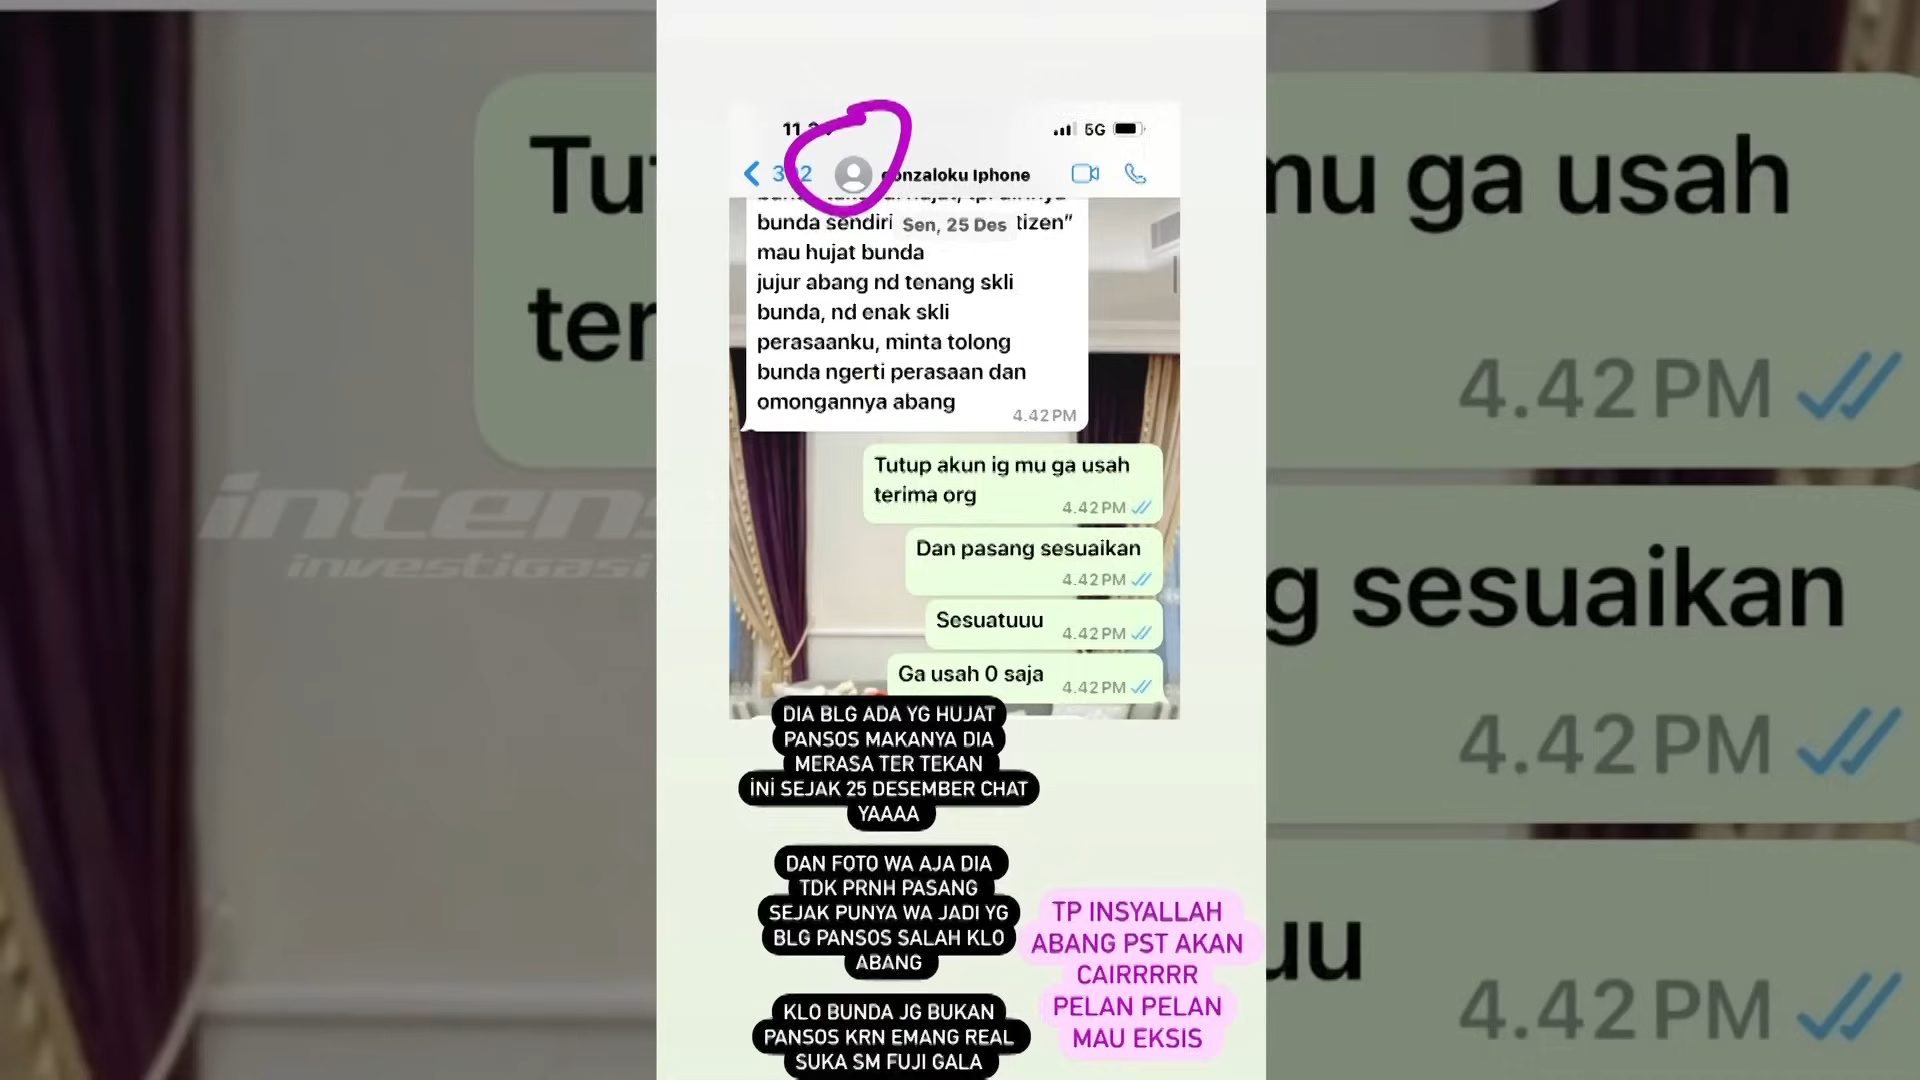 11
5G
302
gonzaloku Iphone
bunda sendiri
tizen”
Sen, 25 Des
mau hujat bunda
jujur abang nd tenang skli
bunda, nd enak skli
perasaanku, minta tolong
bunda ngerti perasaan dan
omongannya abang
4.42 PM
Tutup akun ig mu ga usah
terima org
4.42 PM
Dan pasang sesuaikan
4.42 PM
Sesuatuuu
4.42 PM
Ga usah 0 saja
4.42 PM
DIA BLG ADA YG HUJAT
PANSOS MAKANYA DIA
MERASA TER TEKAN
İNİ SEJAK 25 DESEMBER CHAT
YAAAA
DAN FOTO WA AJA DIA
TDK PRNH PASANG
SEJAK PUNYA WA JADI YG
BLG PANSOS SALAH KLO
ABANG
KLO BUNDA JG BUKAN
PANSOS KRN EMANG REAL
SUKA SM FUJI GALA
TP INSYALLAH
ABANG PST AKAN
CAIRRRRR
PELAN PELAN
MAU EKSIS
Tu
mu ga usah
ter
4.42 PM
g sesuaikan
4.42 PM
uu
4.42 PM
intens
investigasi